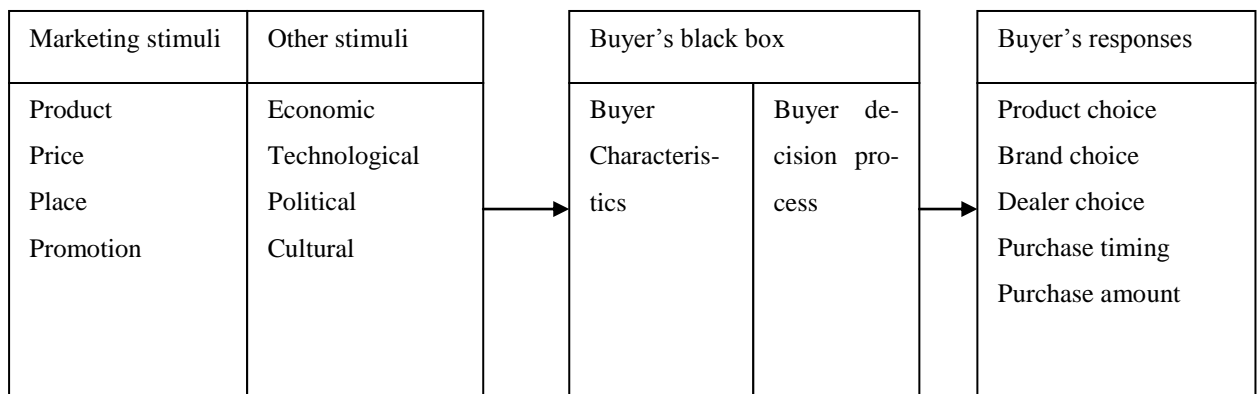 Marketing stimuli
Other stimuli
Buyer’s black box
Buyer’s responses
Product
Price
Place
Promotion
Economic
Technological
Political
Cultural
Buyer
Characteris-
tics
Buyer de-
cision pro-
cess
Product choice
Brand choice
Dealer choice
Purchase timing
Purchase amount